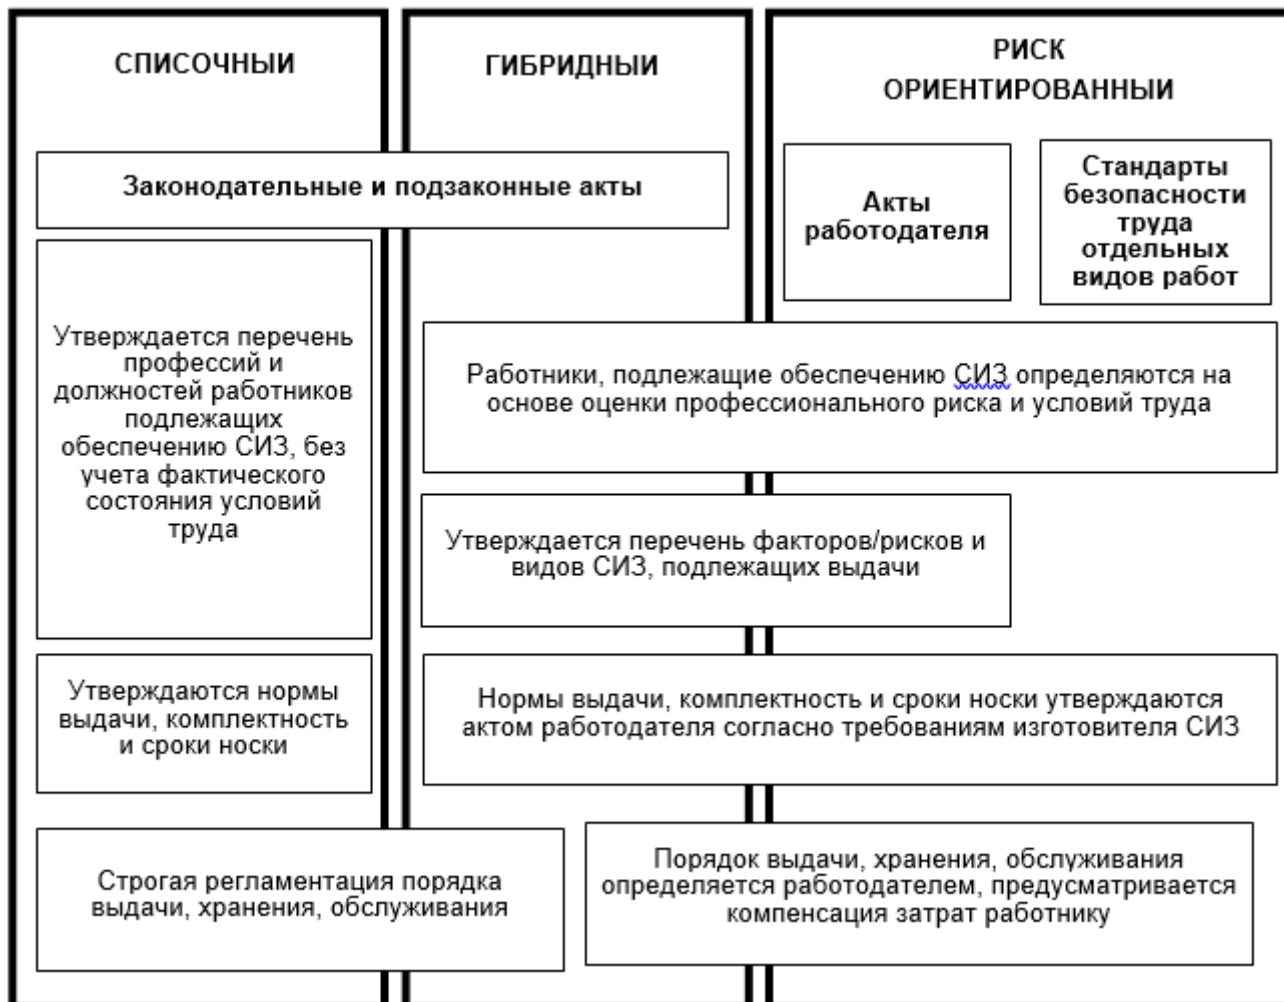 СПИСОЧНЫЙ
ГИБРИДНЫЙ
РИСК
ОРИЕНТИРОВАННЫЙ
Законодательные и подзаконные акты
Акты
работодателя
Стандарты
безопасности
труда
отдельных
видов работ
Утверждается перечень
профессий и
должностей работников
подлежащих
обеспечению СИЗ, без
учета фактического
состояния условий
труда
Работники, подлежащие обеспечению СИЗ определяются на
основе оценки профессионального риска и условий труда
Утверждается перечень факторов/рисков и
видов СИЗ, подлежащих выдачи
Утверждаются нормы
выдачи, комплектность
и сроки носки
Нормы выдачи, комплектность и сроки носки утверждаются
актом работодателя согласно требованиям изготовителя СИЗ
Строгая регламентация порядка
выдачи, хранения, обслуживания
Порядок выдачи, хранения, обслуживания
определяется работодателем, предусматривается
компенсация затрат работнику